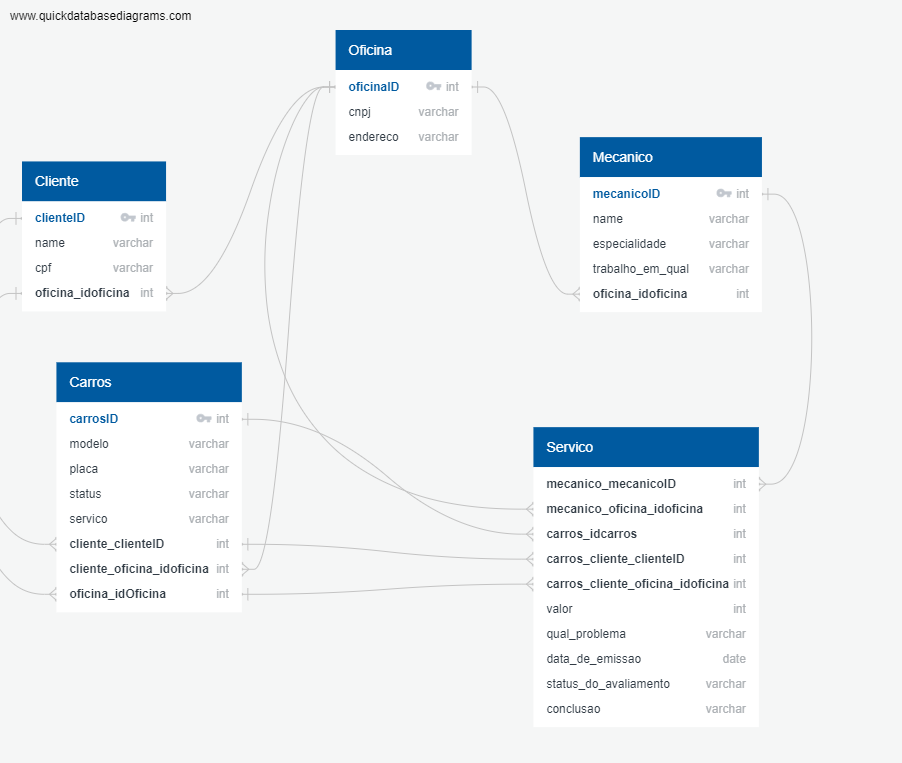 www.quickdatabasediagrams.com
Oficina
oficinaID int
cnpj varchar
endereco varchar
Mecanico
mecanicoID int
name varchar
especialidade varchar
trabalho_em_qual varchar
oficina_idoficina int
Cliente
clienteID int
name varchar
cpf varchar
oficina_idoficina int
Carros
carrosID int
modelo varchar
placa varchar
status varchar
servico varchar
cliente_clienteID int
cliente_oficina_idoficina int
oficina_idOficina int
Servico
mecanico_mecanicoID int
mecanico_oficina_idoficina int
carros_idcarros int
carros_cliente_clienteID int
carros_cliente_oficina_idoficina int
valor int
qual_problema varchar
data_de_emissao date
status_do_avaliamento varchar
conclusao varchar